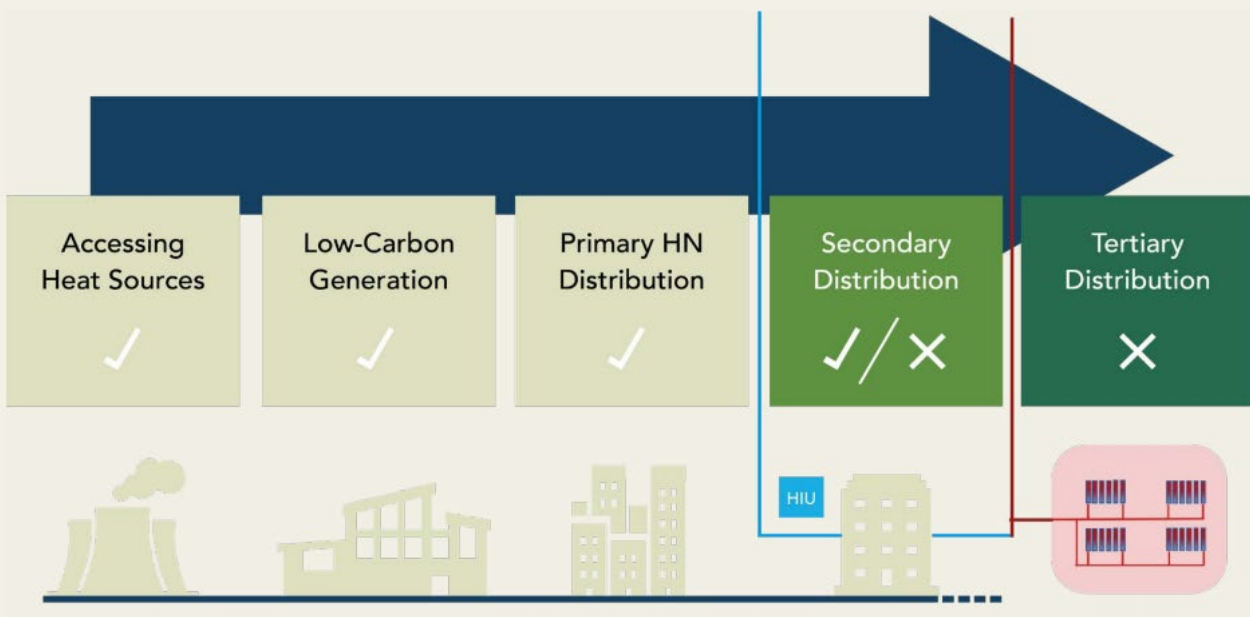 Accessing
Heat Sources
Low-Carbon
Generation
Primary HN
Distribution
Secondary
Distribution
Tertiary
Distribution
HIU